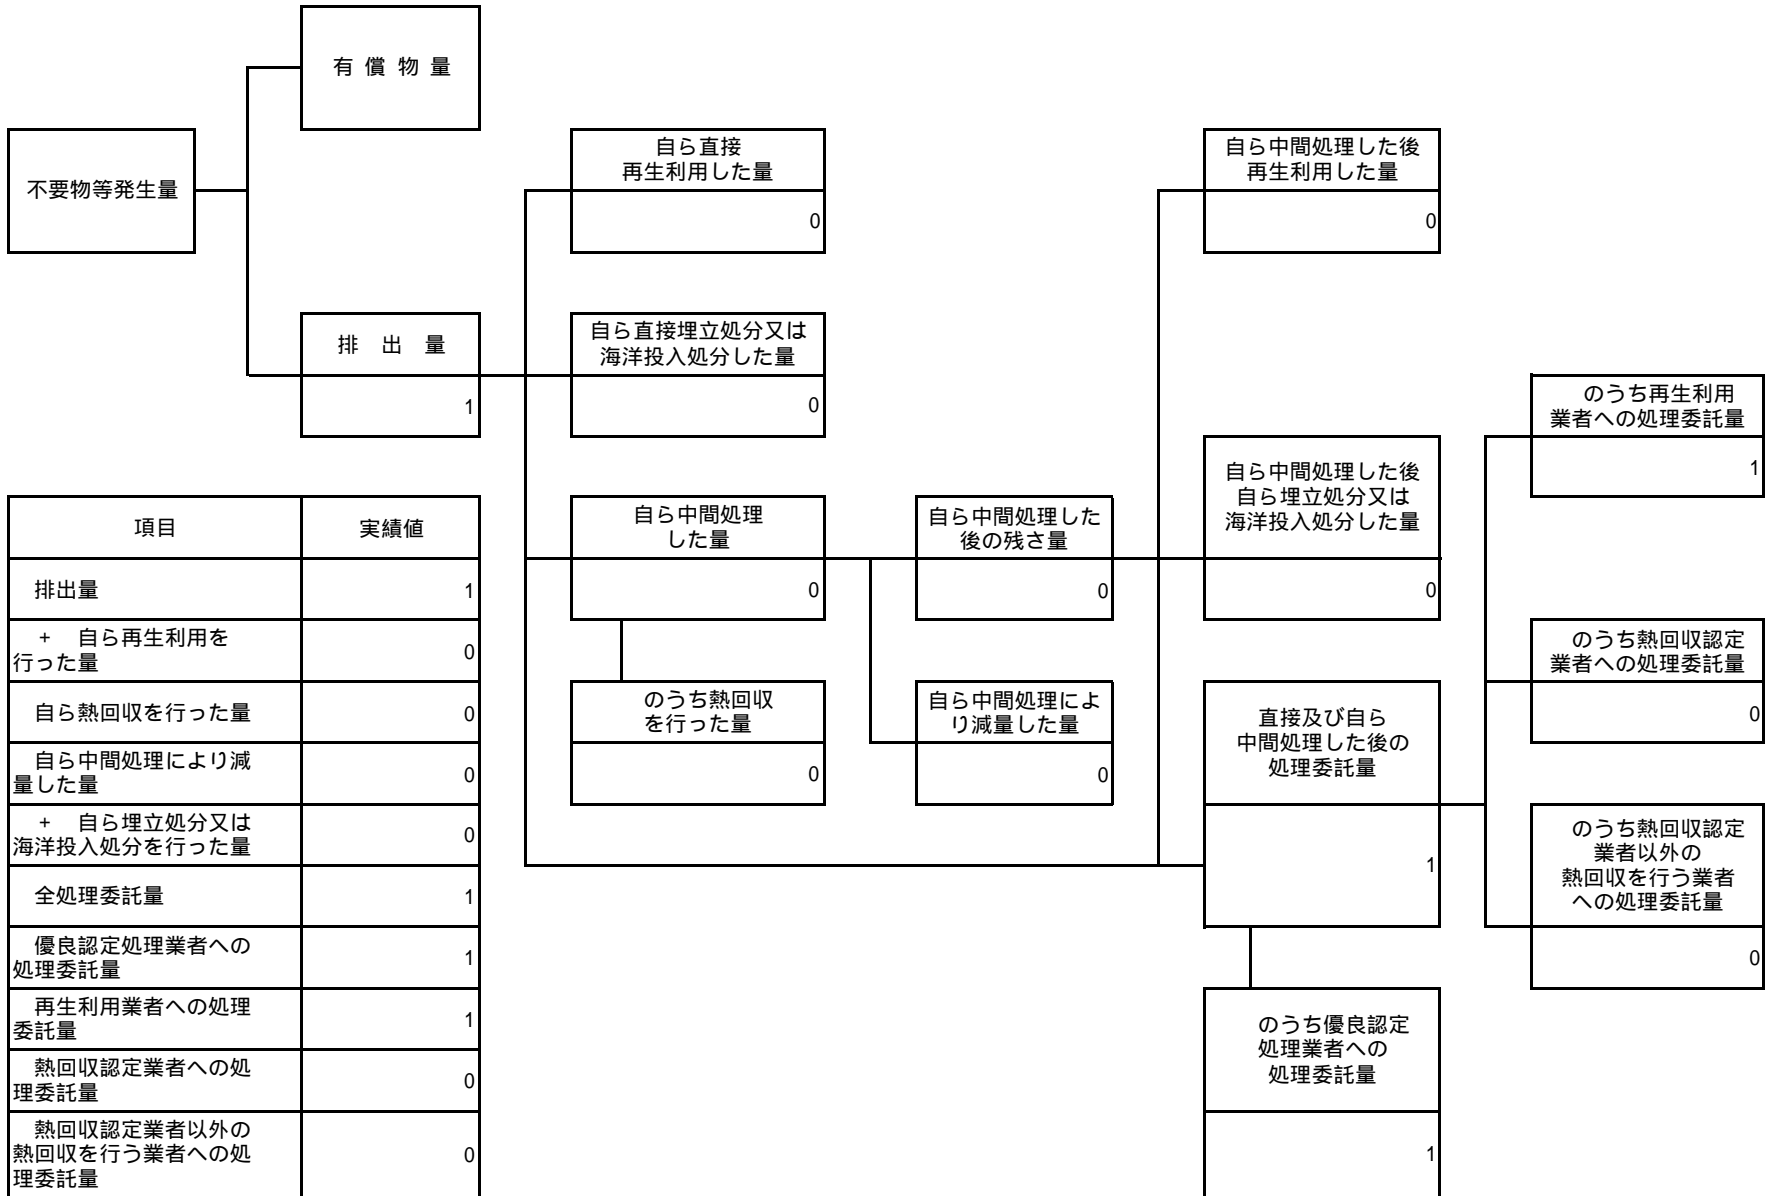 有 償 物 量
不要物等発生量
自ら直接
再生利用した量
0
自ら中間処理した後
再生利用した量
0
排 出 量
1
自ら直接埋立処分又は
海洋投入処分した量
0
のうち再生利用
業者への処理委託量
1
自ら中間処理
した量
0
自ら中間処理した
後の残さ量
0
自ら中間処理した後
自ら埋立処分又は
海洋投入処分した量
0
のうち熱回収認定
業者への処理委託量
0
のうち熱回収
を行った量
0
自ら中間処理によ
り減量した量
0
直接及び自ら
中間処理した後の
処理委託量
1
のうち熱回収認定
業者以外の
熱回収を行う業者
への処理委託量
0
のうち優良認定
処理業者への
処理委託量
1
項目 実績値
排出量 1
+ 自ら再生利用を
行った量 0
自ら熱回収を行った量 0
自ら中間処理により減
量した量 0
+ 自ら埋立処分又は
海洋投入処分を行った量 0
全処理委託量 1
優良認定処理業者への
処理委託量 1
再生利用業者への処理
委託量 1
熱回収認定業者への処
理委託量 0
熱回収認定業者以外の
熱回収を行う業者への処
理委託量 0